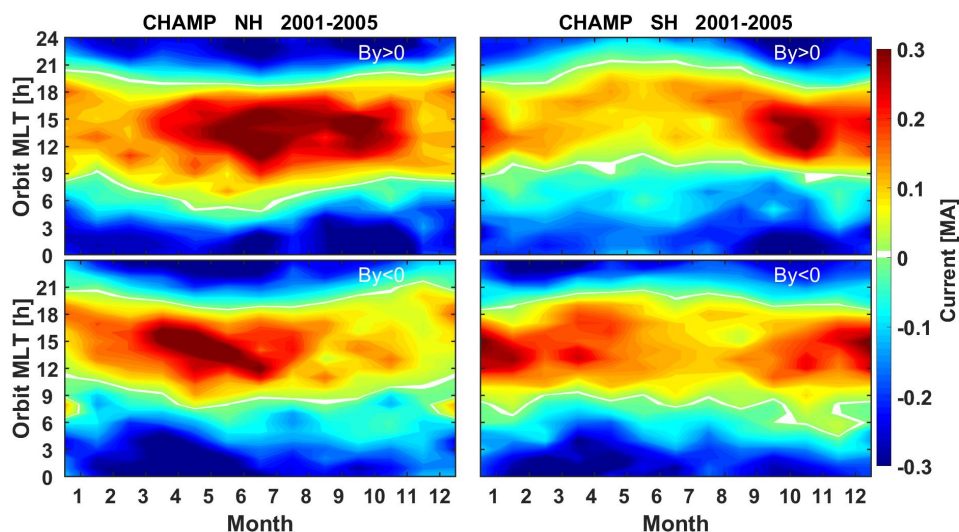 CHAMP NH 2001-2005
CHAMP SH 2001-2005
24
21
18
15
12
9
6
3
0
Orbit MLT [h]
By>0
By>0
24
21
18
15
12
9
6
3
0
Orbit MLT [h]
By<0
By<0
1 2 3 4 5 6 7 8 9 10 11 12
Month
1 2 3 4 5 6 7 8 9 10 11 12
Month
0.3
0.2
0.1
0
-0.1
-0.2
-0.3
Current [MA]